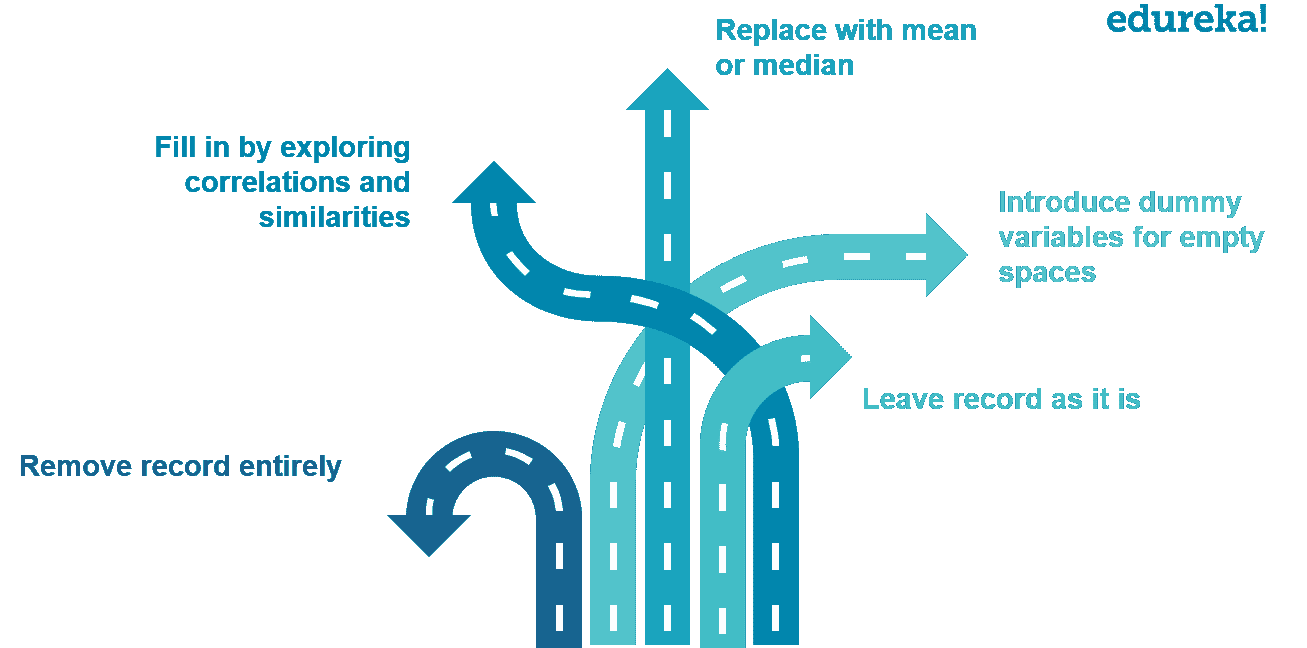 edureka!
Replace with mean
or median
Fill in by exploring
correlations and
similarities
Introduce dummy
variables for empty
spaces
Leave record as it is
Remove record entirely